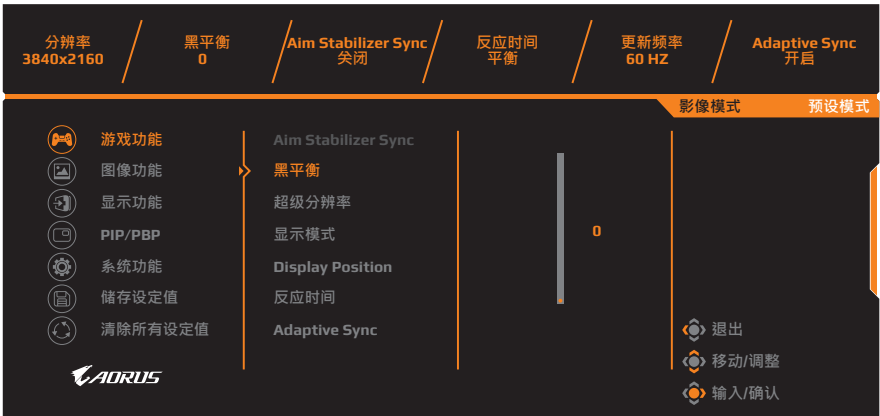 分辨率
3840x2160
黑平衡
0
Aim Stabilizer Sync
关闭
反应时间
平衡
更新频率
60 HZ
Adaptive Sync
开启
影像模式 预设模式
游戏功能
图像功能
显示功能
PIP/PBP
系统功能
储存设定值
清除所有设定值
Aim Stabilizer Sync
黑平衡
超级分辨率
显示模式
Display Position
反应时间
Adaptive Sync
0
退出
移动/调整
输入/确认
AORUS